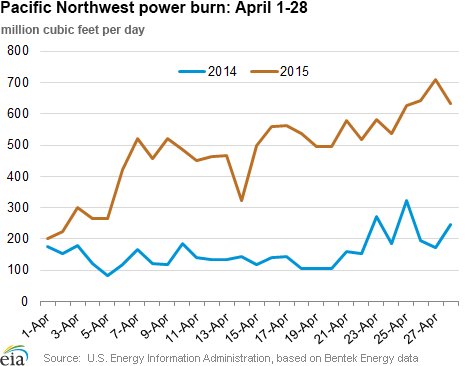 Pacific Northwest power burn: April 1-28
million cubic feet per day
800
700
600
500
400
300
200
100
0
2014
2015
1-Apr
3-Apr
5-Apr
7-Apr
9-Apr
11-Apr
13-Apr
15-Apr
17-Apr
19-Apr
21-Apr
23-Apr
25-Apr
27-Apr
eia
Source: U.S. Energy Information Administration, based on Bentek Energy data